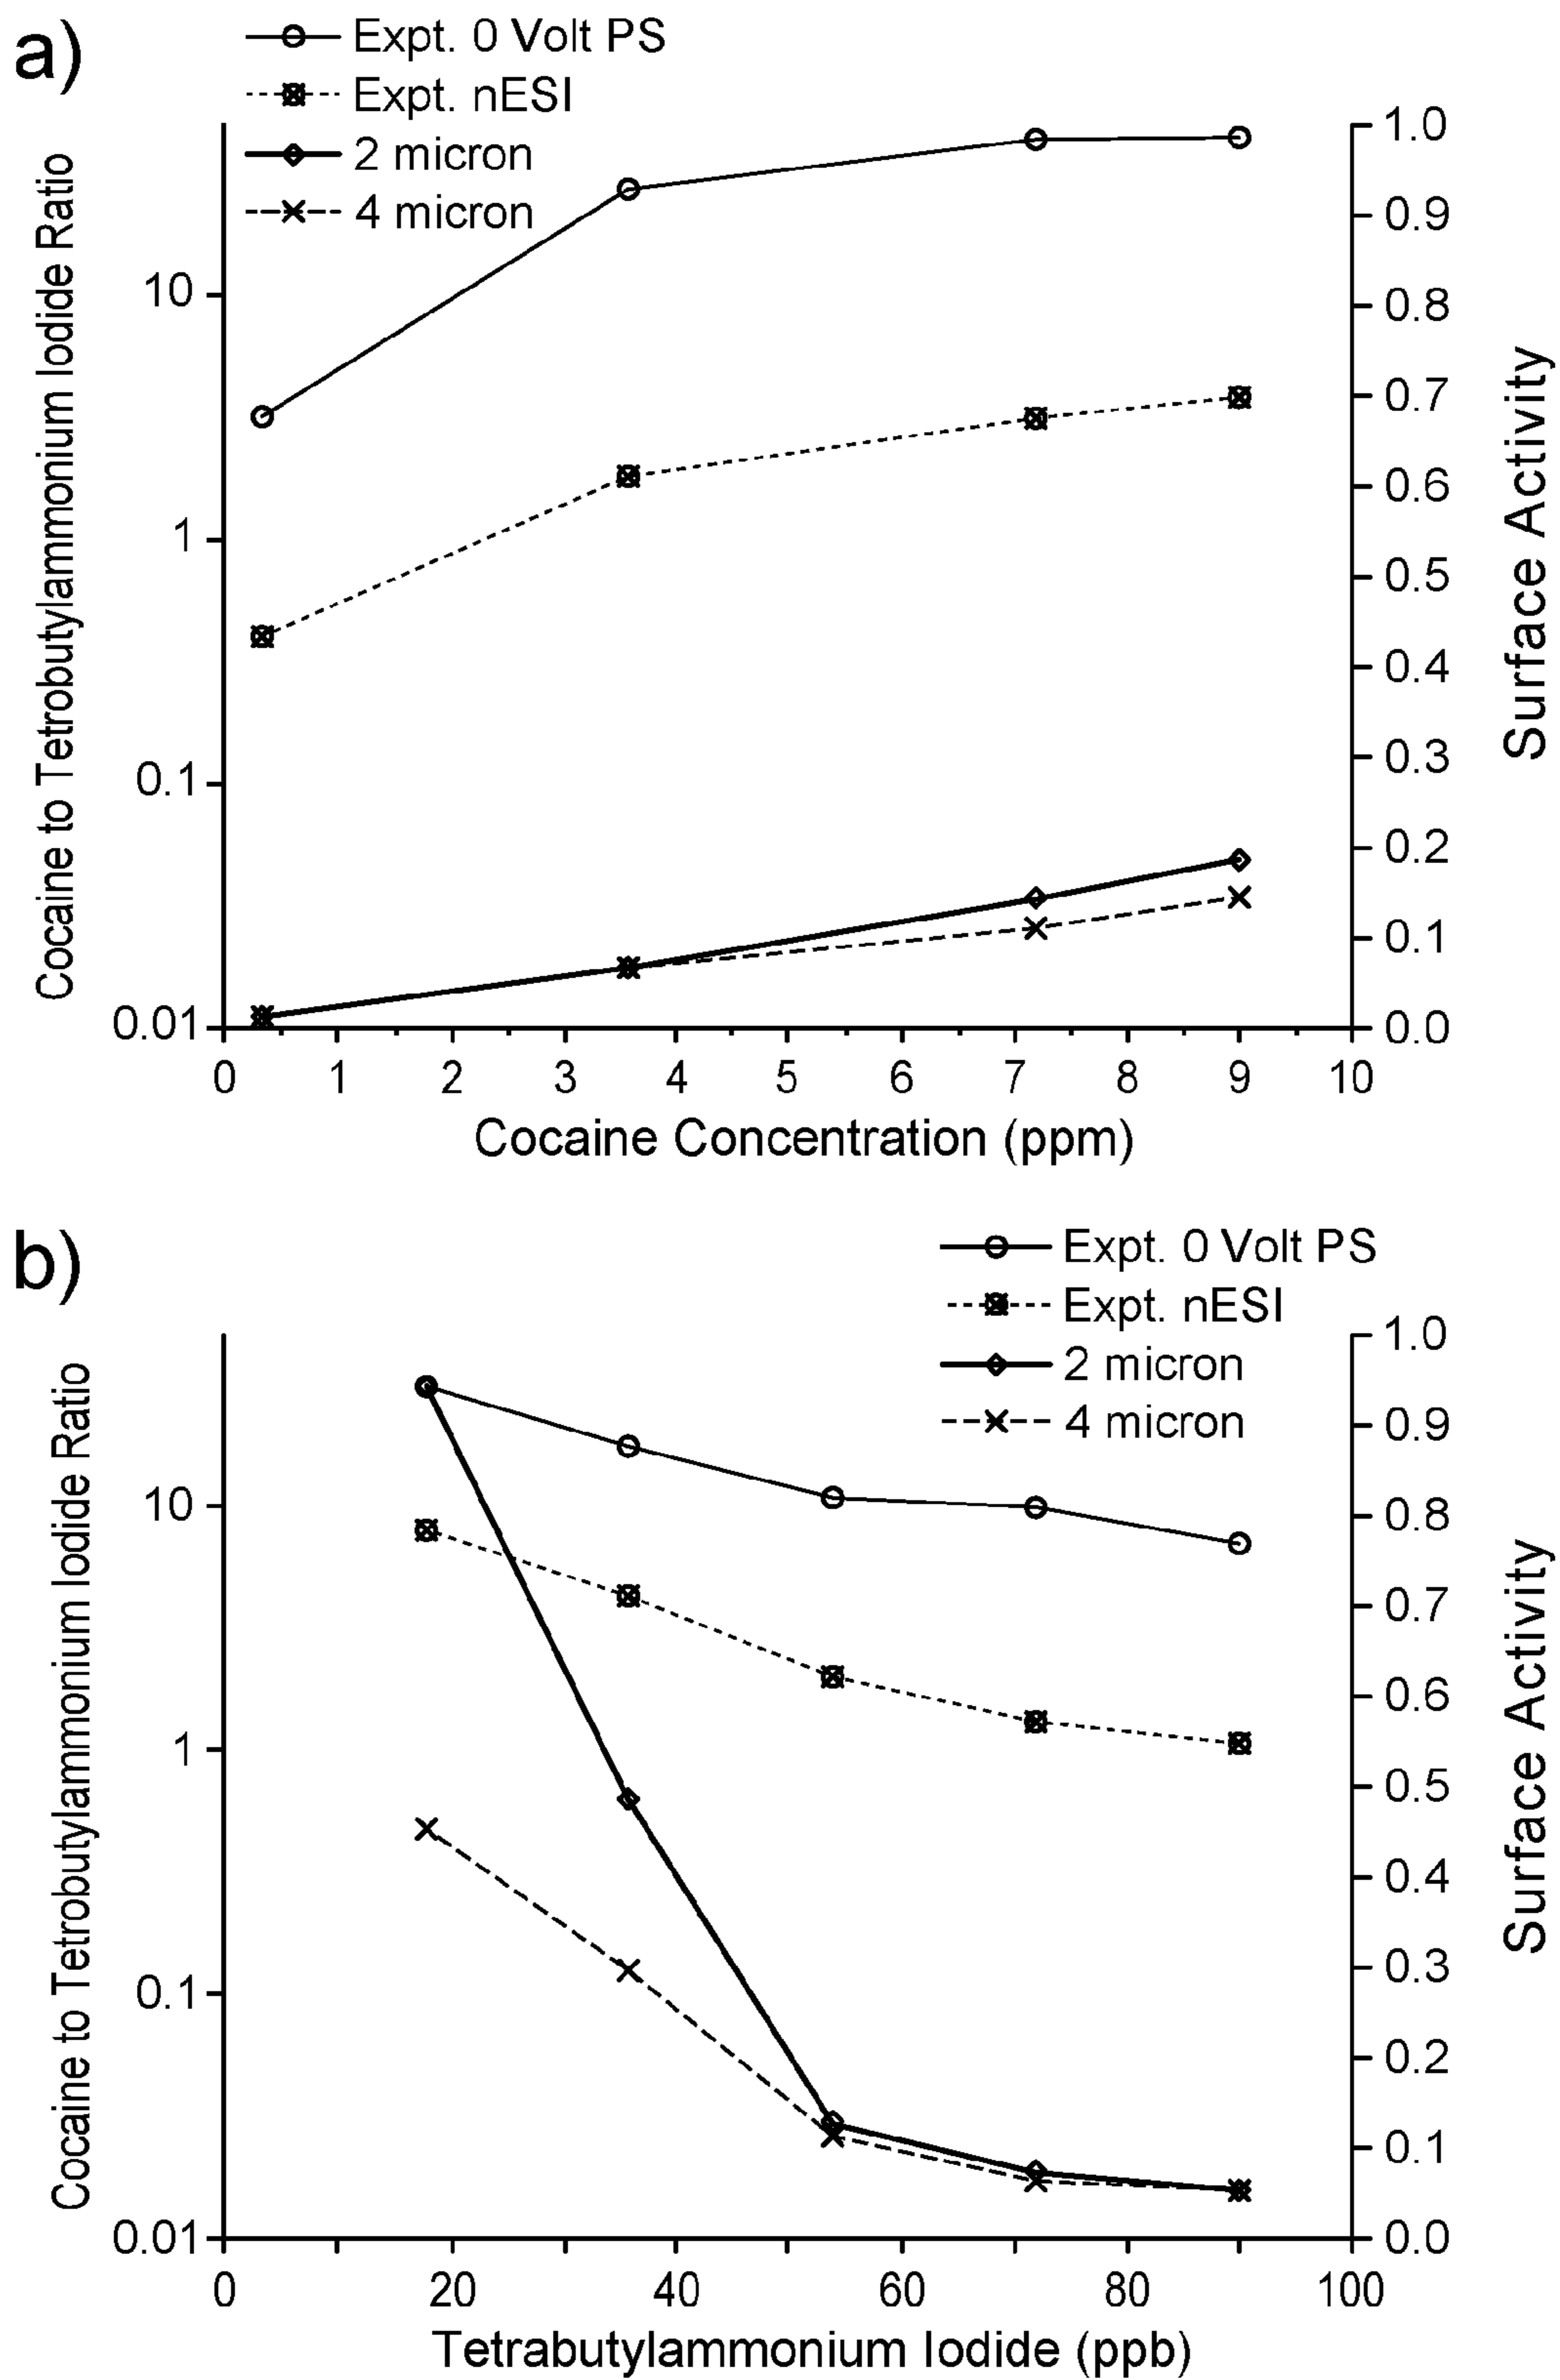 a)
Expt. 0 Volt PS
Expt. nESI
2 micron
4 micron
Cocaine to Tetrobutylammonium Iodide Ratio
10
1
0.1
0.01
1.0
0.9
0.8
0.7
0.6
0.5
0.4
0.3
0.2
0.1
0.0
Surface Activity
0 1 2 3 4 5 6 7 8 9 10
Cocaine Concentration (ppm)
b)
Expt. 0 Volt PS
Expt. nESI
2 micron
4 micron
Cocaine to Tetrobutylammonium Iodide Ratio
10
1
0.1
0.01
1.0
0.9
0.8
0.7
0.6
0.5
0.4
0.3
0.2
0.1
0.0
Surface Activity
0 20 40 60 80 100
Tetrabutylammonium Iodide (ppb)